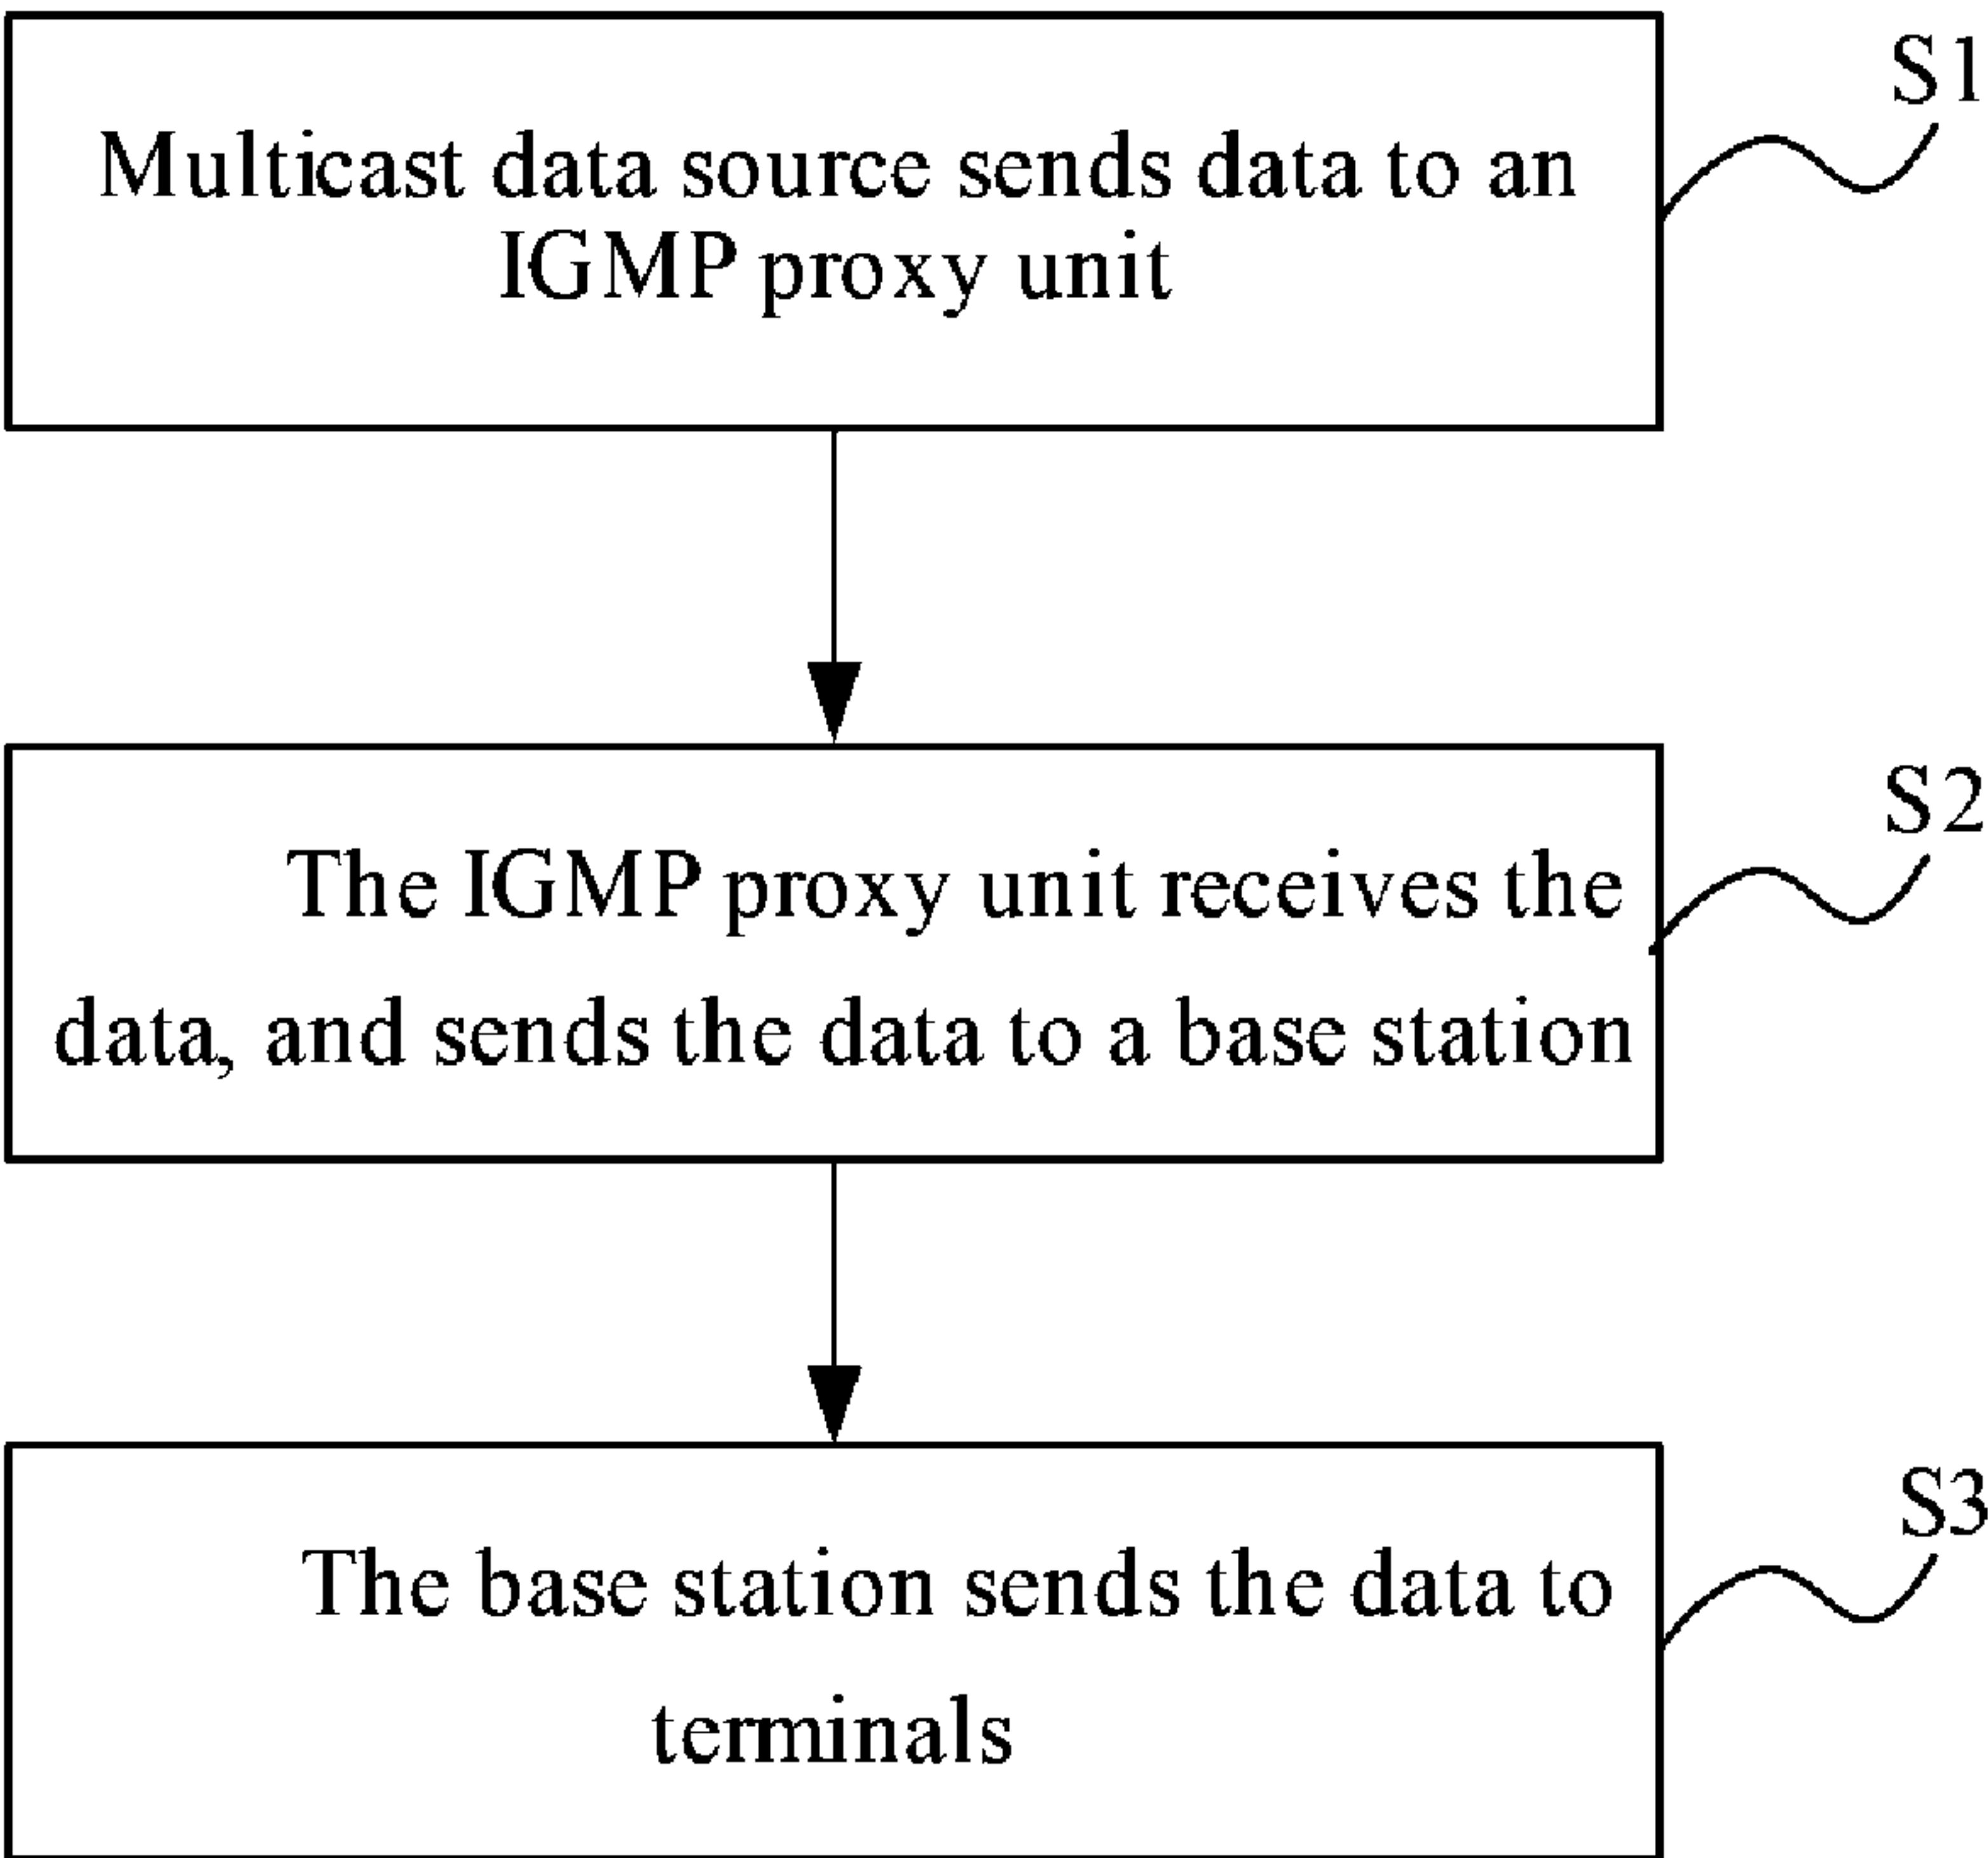 S1
Multicast data source sends data to an
IGMP proxy unit
S2
The IGMP proxy unit receives the
data, and sends the data to a base station
S3
The base station sends the data to
terminals